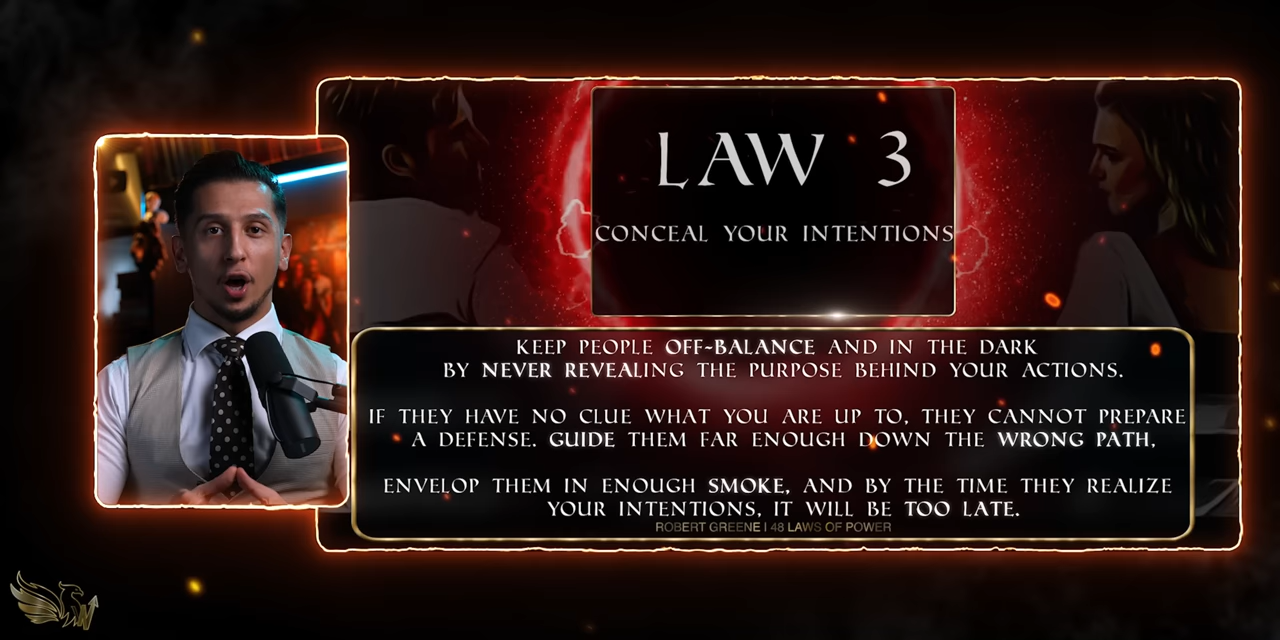 LAW 3
CONCEAL YOUR INTENTIONS
KEEP PEOPLE OFF-BALANCE AND IN THE DARK
BY NEVER REVEALING THE PURPOSE BEHIND YOUR ACTIONS.
IF THEY HAVE NO CLUE WHAT YOU ARE UP TO, THEY CANNOT PREPARE
A DEFENSE. GUIDE THEM FAR ENOUGH DOWN THE WRONG PATH,
ENVELOP THEM IN ENOUGH SMOKE, AND BY THE TIME THEY REALIZE
YOUR INTENTIONS, IT WILL BE TOO LATE.
ROBERT GREENE | 48 LAWS OF POWER
N